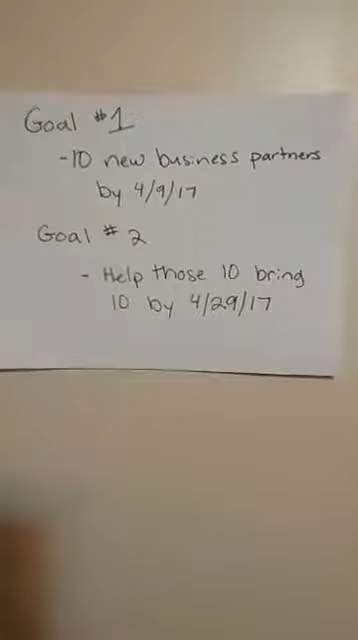 Goal #1
-10 new business partners
by 4/9/17
Goal #2
- Help those 10 bring
10 by 4/29/17